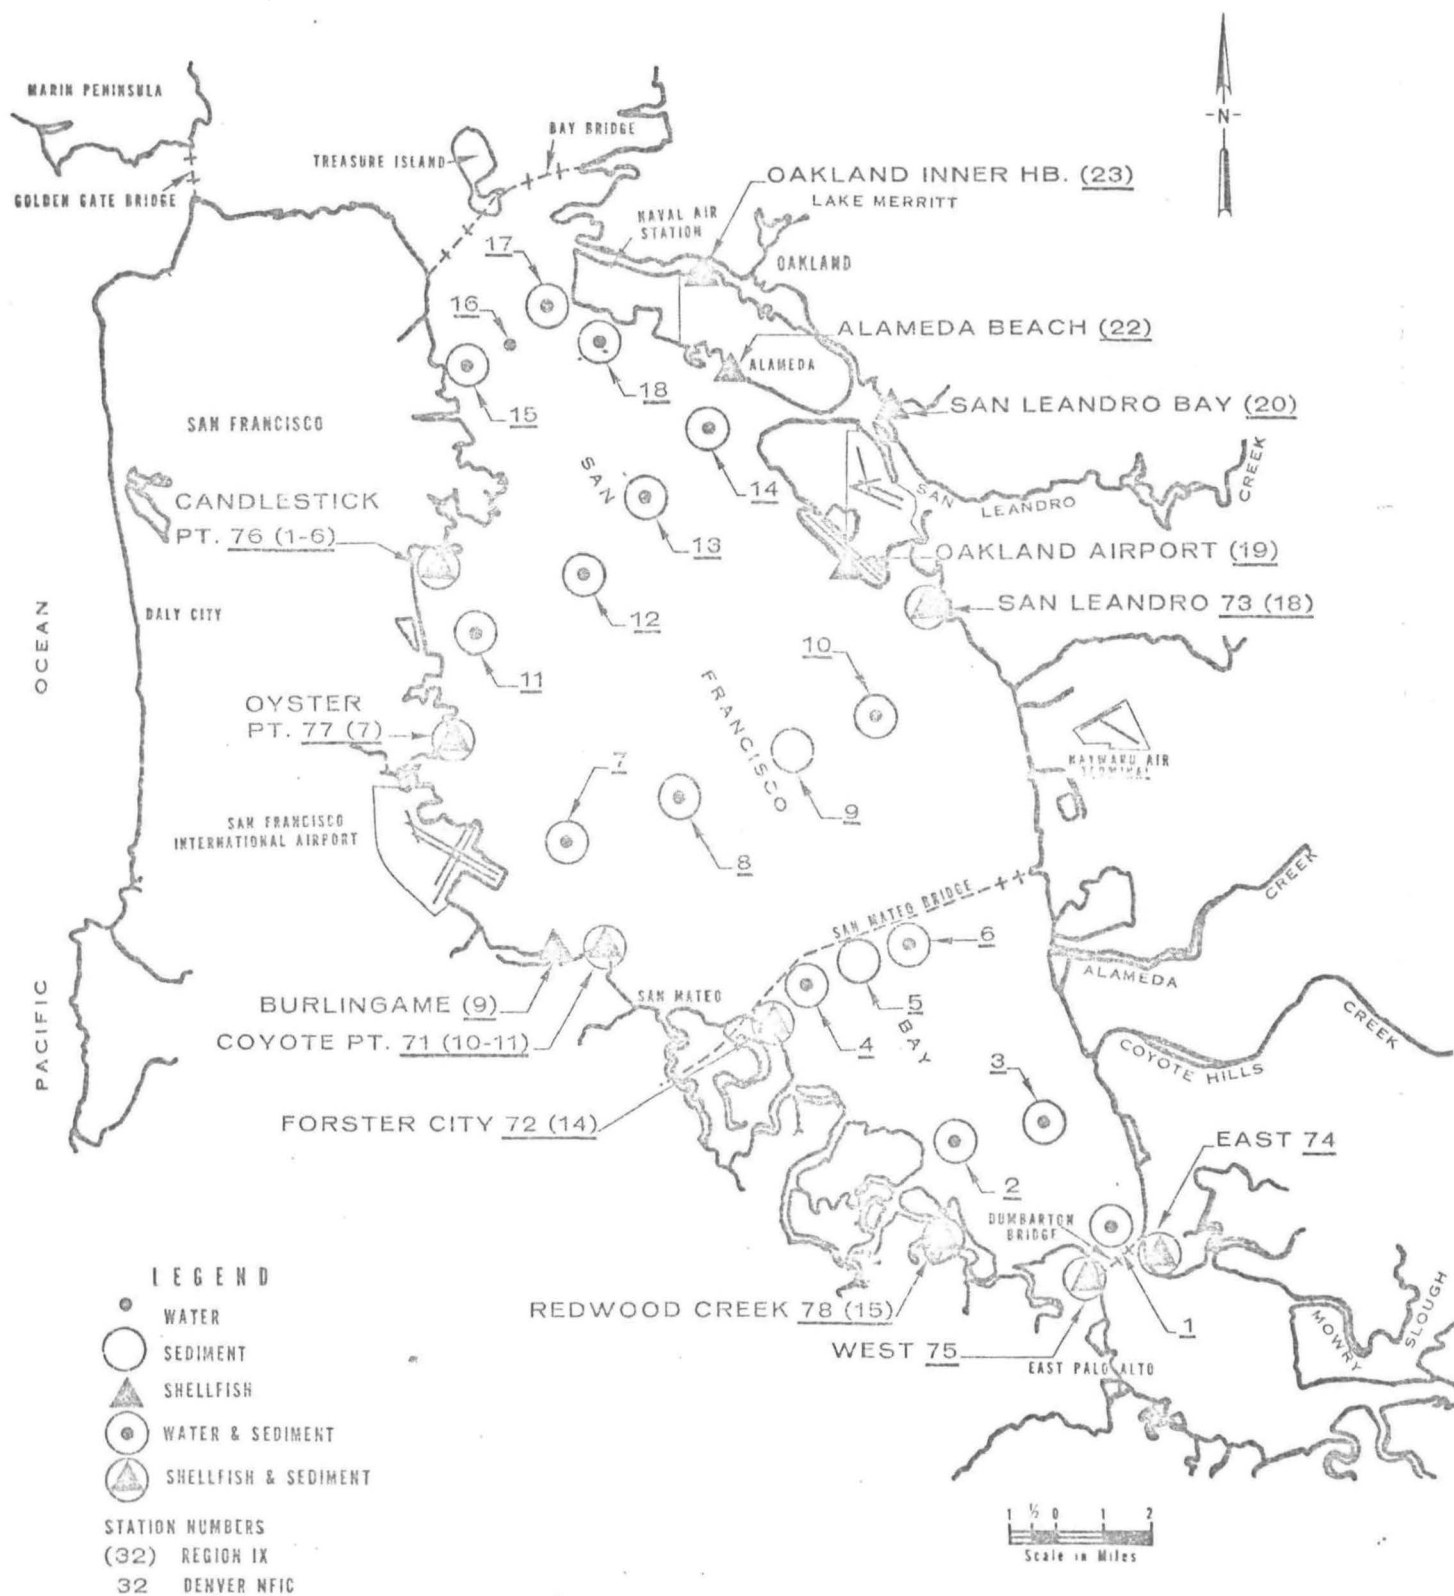 MARIN PENINSULA
BAY BRIDGE
TREASURE ISLAND
-N-
GOLDEN GATE BRIDGE
OAKLAND INNER HB. (23)
LAKE MERRITT
NAVAL AIR
STATION
17
OAKLAND
16
ALAMEDA BEACH (22)
ALAMEDA
18
15
SAN LEANDRO BAY (20)
SAN FRANCISCO
14
SAN
SAN
LEANDRO
CREEK
CANDLESTICK
PT. 76 (1-6)
13
OAKLAND AIRPORT (19)
SAN LEANDRO 73 (18)
12
DALY CITY
OCEAN
11
10
FRANCISCO
OYSTER
PT. 77 (7)
HAYWARD AIR
TERMINAL
7
9
SAN FRANCISCO
INTERNATIONAL AIRPORT
8
CREEK
SAN MATEO BRIDGE
6
ALAMEDA
PACIFIC
BURLINGAME (9)
SAN MATEO
5
COYOTE PT. 71 (10-11)
4
BAY
CREEK
COYOTE HILLS
3
FORSTER CITY 72 (14)
EAST 74
2
DUMBARTON
BRIDGE
REDWOOD CREEK 78 (15)
1
WEST 75
EAST PALO ALTO
MOWRY
SLOUGH
LEGEND
WATER
SEDIMENT
SHELLFISH
WATER & SEDIMENT
SHELLFISH & SEDIMENT
STATION NUMBERS
(32) REGION IX
32 DENVER NFIC
1 ½ 0 1 2
Scale in Miles